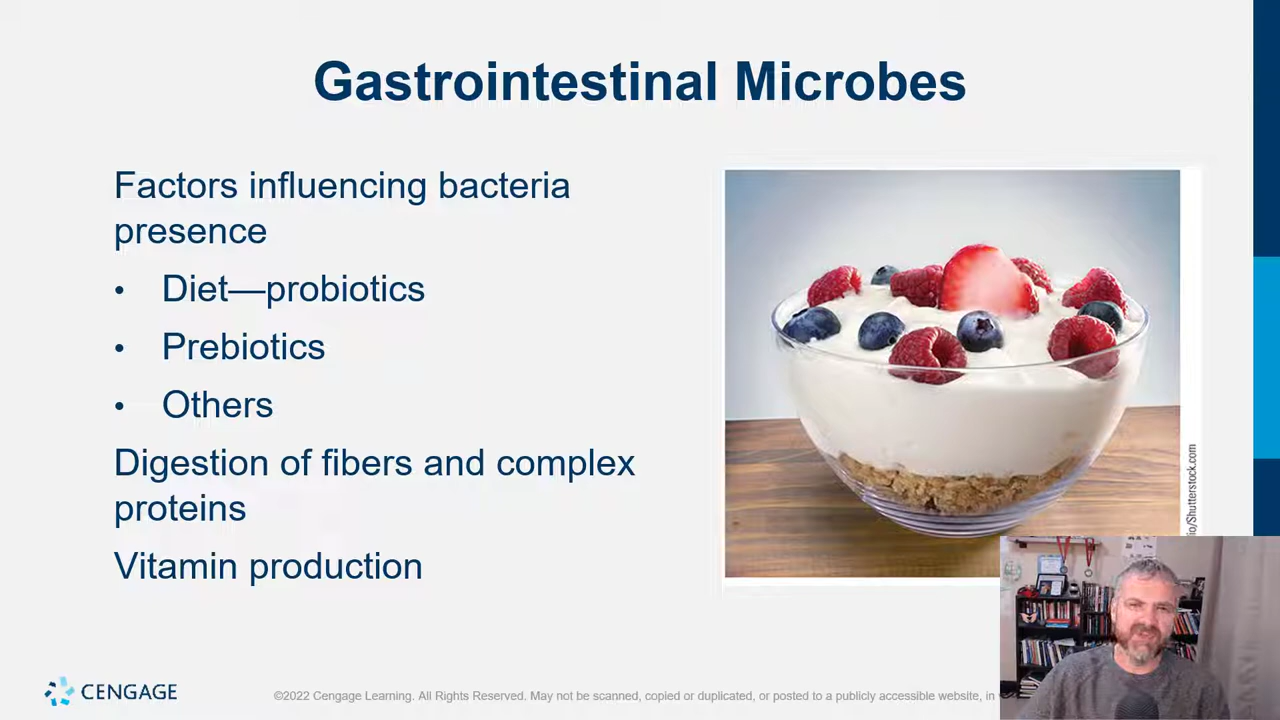 Gastrointestinal Microbes
Factors influencing bacteria
presence
• Diet—probiotics
• Prebiotics
• Others
Digestion of fibers and complex
proteins
Vitamin production
/Shutterstock.com
CENGAGE
©2022 Cengage Learning. All Rights Reserved. May not be scanned, copied or duplicated, or posted to a publicly accessible website, in